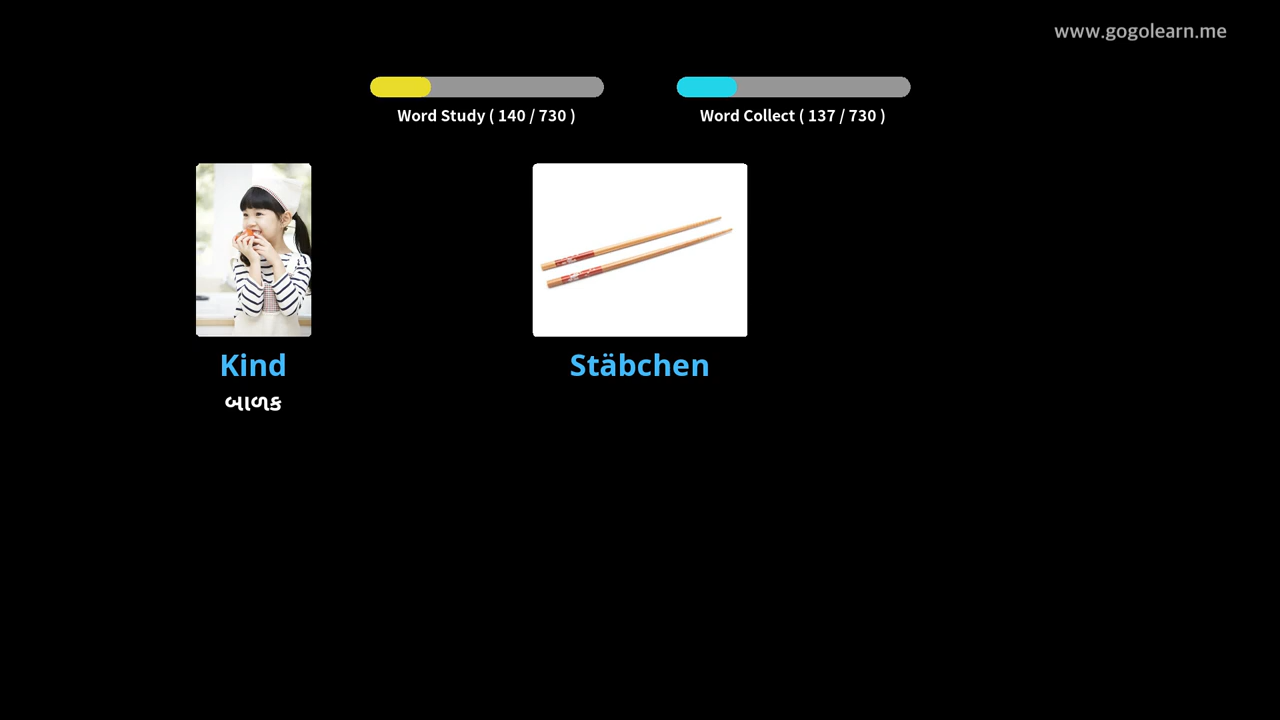 www.gogolearn.me
Word Study ( 140 / 730 )
Word Collect ( 137 / 730 )
Kind
Stäbchen
બાળક